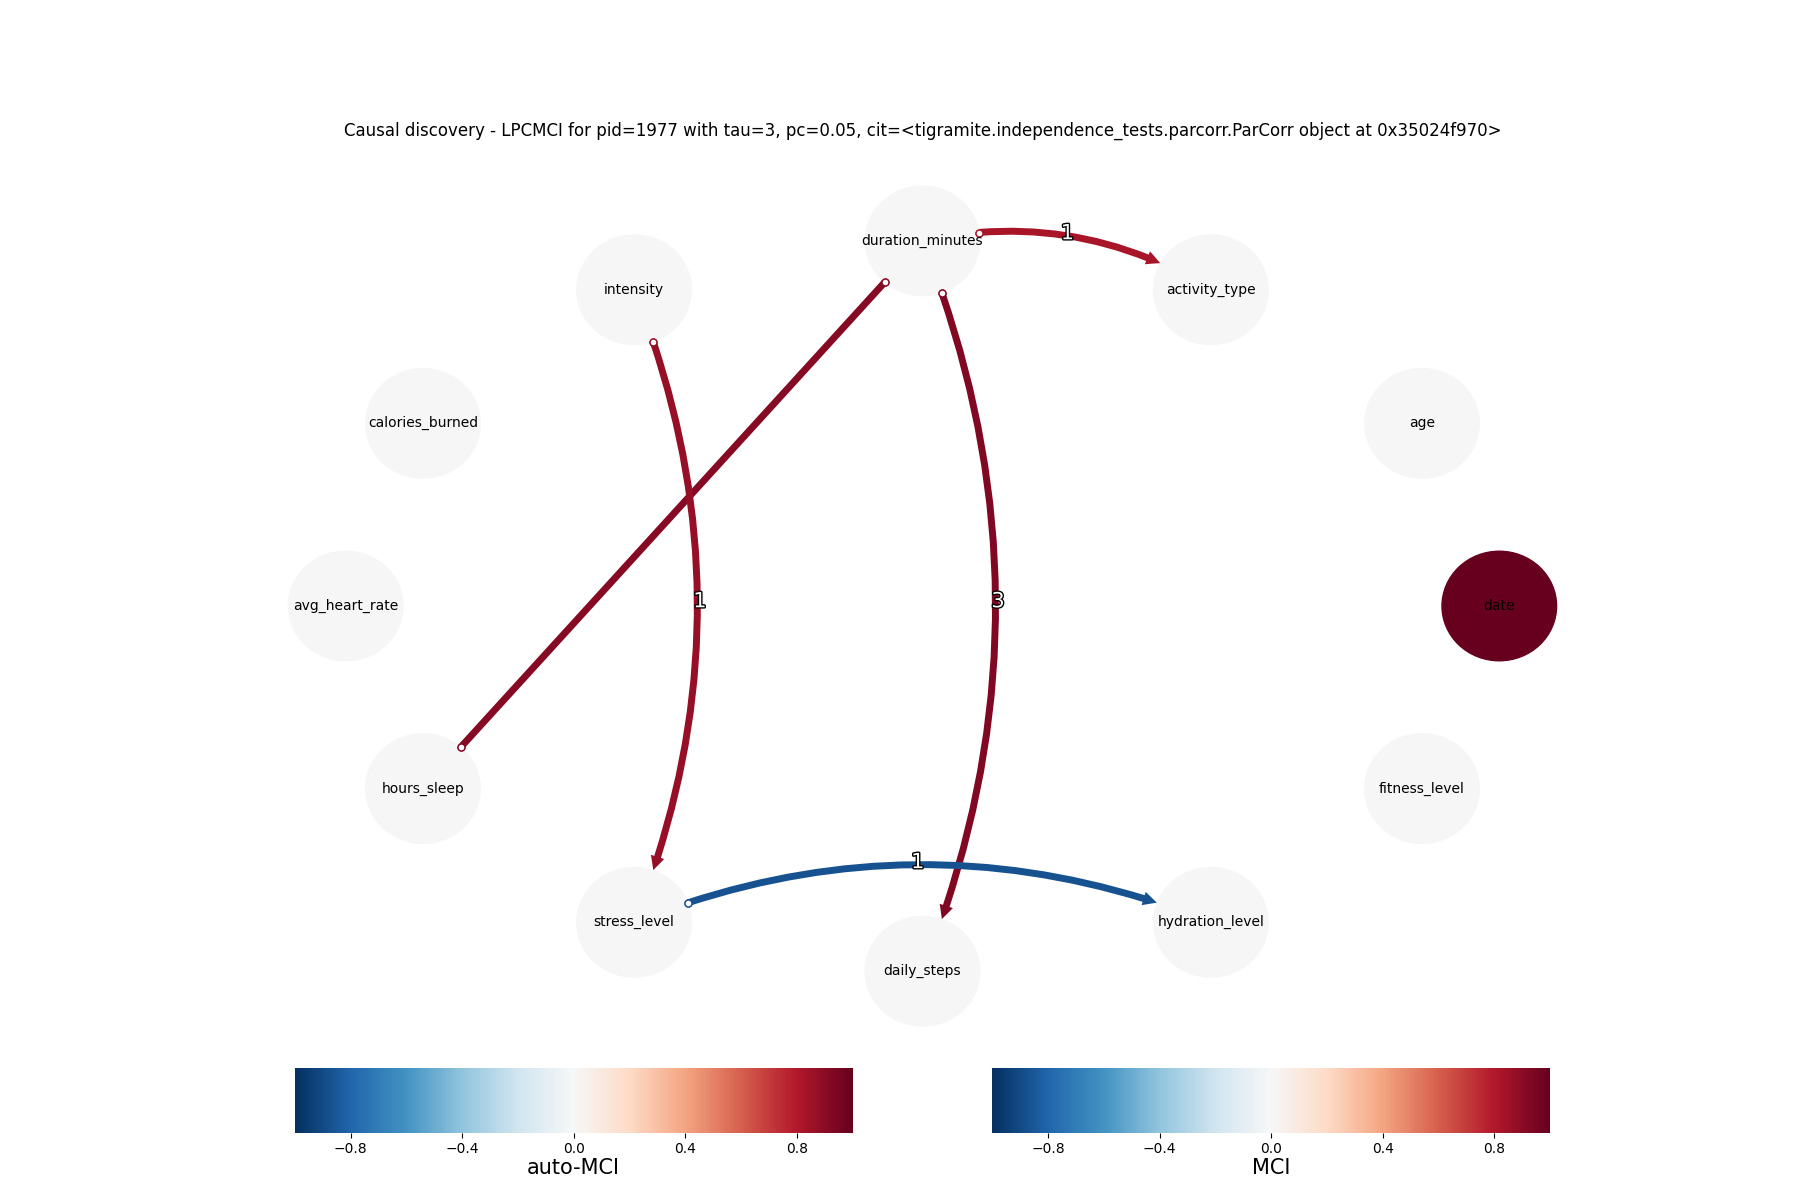 Causal discovery - LPCMCI for pid=1977 with tau=3, pc=0.05, cit=<tigramite.independence_tests.parcorr.ParCorr object at 0x35024f970>
duration_minutes
1
intensity
activity_type
calories_burned
age
avg_heart_rate
1
3
date
hours_sleep
fitness_level
1
stress_level
hydration_level
daily_steps
−0.8 −0.4 0.0 0.4 0.8
auto-MCI
−0.8 −0.4 0.0 0.4 0.8
MCI